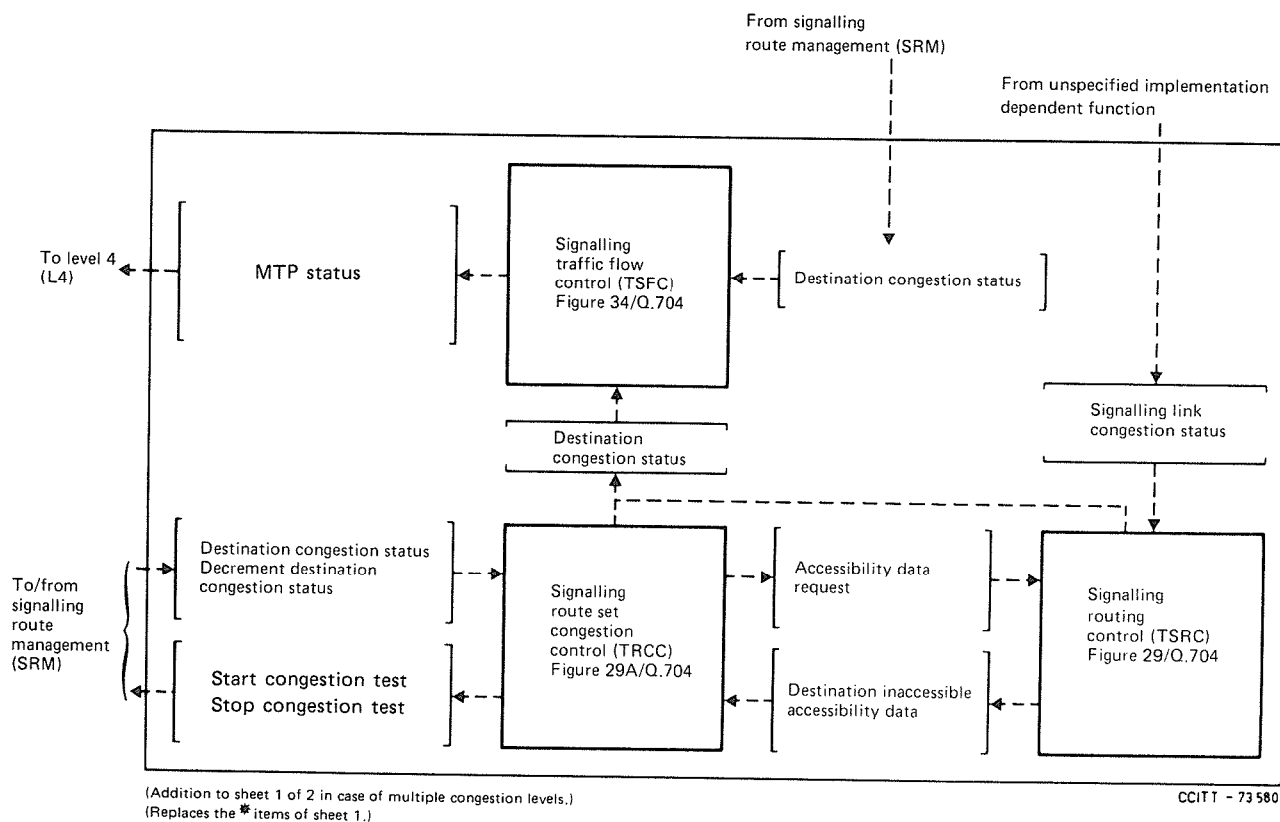 From signalling
route management (SRM)
From unspecified implementation
dependent function
To level 4
(L4)
MTP status
Signalling
traffic flow
control (TSFC)
Figure 34/Q.704
Destination congestion status
Signalling link
congestion status
Destination
congestion status
To/from
signalling
route
management
(SRM)
Destination congestion status
Decrement destination
congestion status
Start congestion test
Stop congestion test
Signalling
route set
congestion
control (TRCC)
Figure 29A/Q.704
Accessibility data
request
Destination inaccessible
accessibility data
Signalling
routing
control (TSRC)
Figure 29/Q.704
(Addition to sheet 1 of 2 in case of multiple congestion levels.)
(Replaces the * items of sheet 1.)
CCITT - 73 580